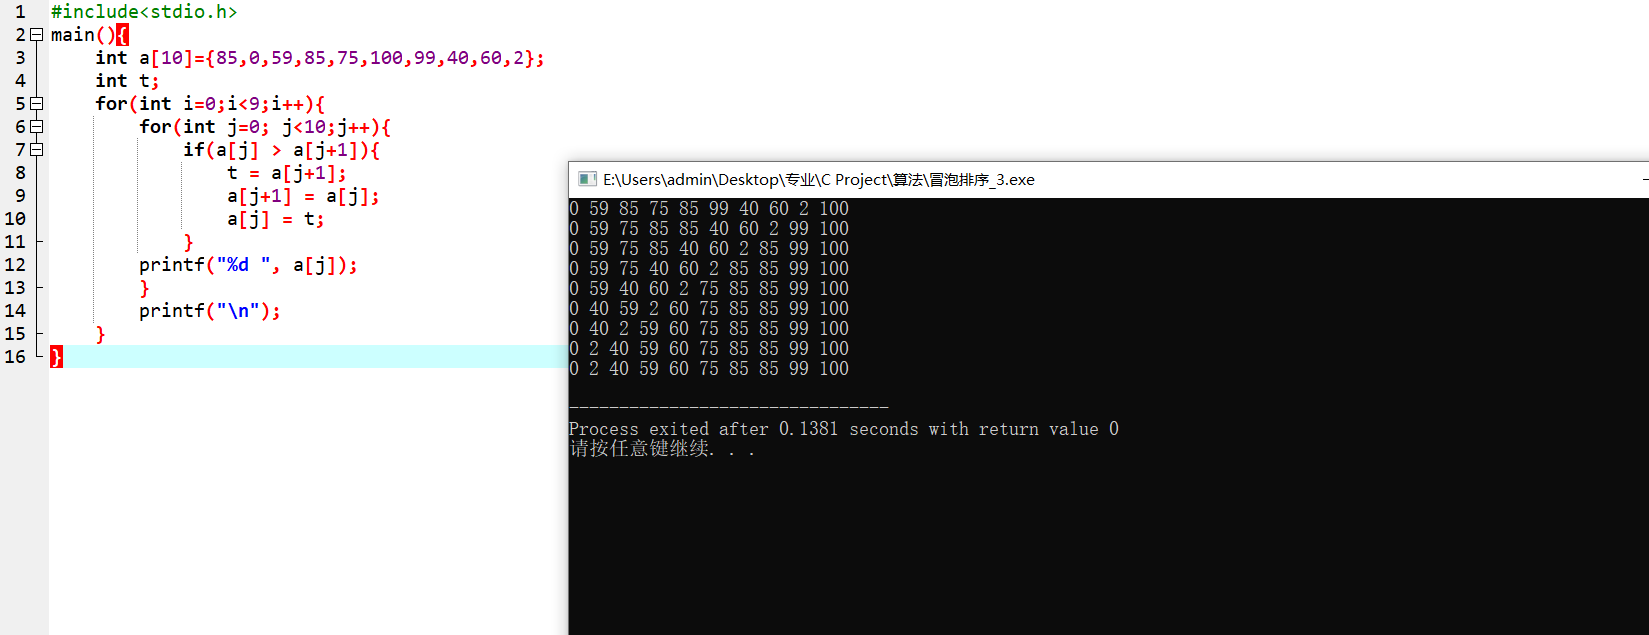 1 #include<stdio.h>
2 main(){
3 int a[10]={85,0,59,85,75,100,99,40,60,2};
4 int t;
5 for(int i=0;i<9;i++){
6 for(int j=0; j<10;j++){
7 if(a[j] > a[j+1]){
8 t = a[j+1];
9 a[j+1] = a[j];
10 a[j] = t;
11 }
12 printf("%d ", a[j]);
13 }
14 printf("\n");
15 }
16 }
E:\Users\admin\Desktop\专业\C Project\算法\冒泡排序_3.exe
0 59 85 75 85 99 40 60 2 100
0 59 75 85 85 40 60 2 99 100
0 59 75 85 40 60 2 85 99 100
0 59 75 40 60 2 85 85 99 100
0 59 40 60 2 75 85 85 99 100
0 40 59 2 60 75 85 85 99 100
0 40 2 59 60 75 85 85 99 100
0 2 40 59 60 75 85 85 99 100
0 2 40 59 60 75 85 85 99 100
--------------------------------
Process exited after 0.1381 seconds with return value 0
请按任意键继续. . .